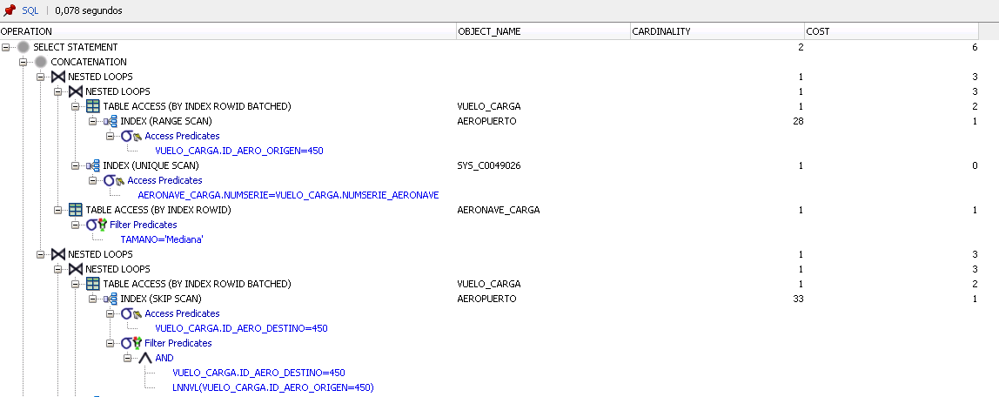 SQL | 0,078 segundos
OPERATION OBJECT_NAME CARDINALITY COST
SELECT STATEMENT 2 6
CONCATENATION
NESTED LOOPS 1 3
NESTED LOOPS 1 3
TABLE ACCESS (BY INDEX ROWID BATCHED) VUELO_CARGA 1 2
INDEX (RANGE SCAN) AEROPUERTO 28 1
Access Predicates
VUELO_CARGA.ID_AERO_ORIGEN=450
INDEX (UNIQUE SCAN) SYS_C0049026 1 0
Access Predicates
AERONAVE_CARGA.NUMSERIE=VUELO_CARGA.NUMSERIE_AERONAVE
TABLE ACCESS (BY INDEX ROWID) AERONAVE_CARGA 1 1
Filter Predicates
TAMANO='Mediana'
NESTED LOOPS 1 3
NESTED LOOPS 1 3
TABLE ACCESS (BY INDEX ROWID BATCHED) VUELO_CARGA 1 2
INDEX (SKIP SCAN) AEROPUERTO 33 1
Access Predicates
VUELO_CARGA.ID_AERO_DESTINO=450
Filter Predicates
AND
VUELO_CARGA.ID_AERO_DESTINO=450
LNNVL(VUELO_CARGA.ID_AERO_ORIGEN=450)